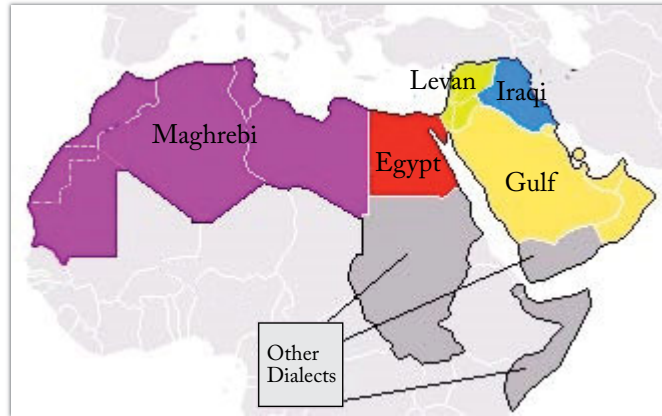 Levan
Iraqi
Maghrebi
Egypt
Gulf
Other
Dialects